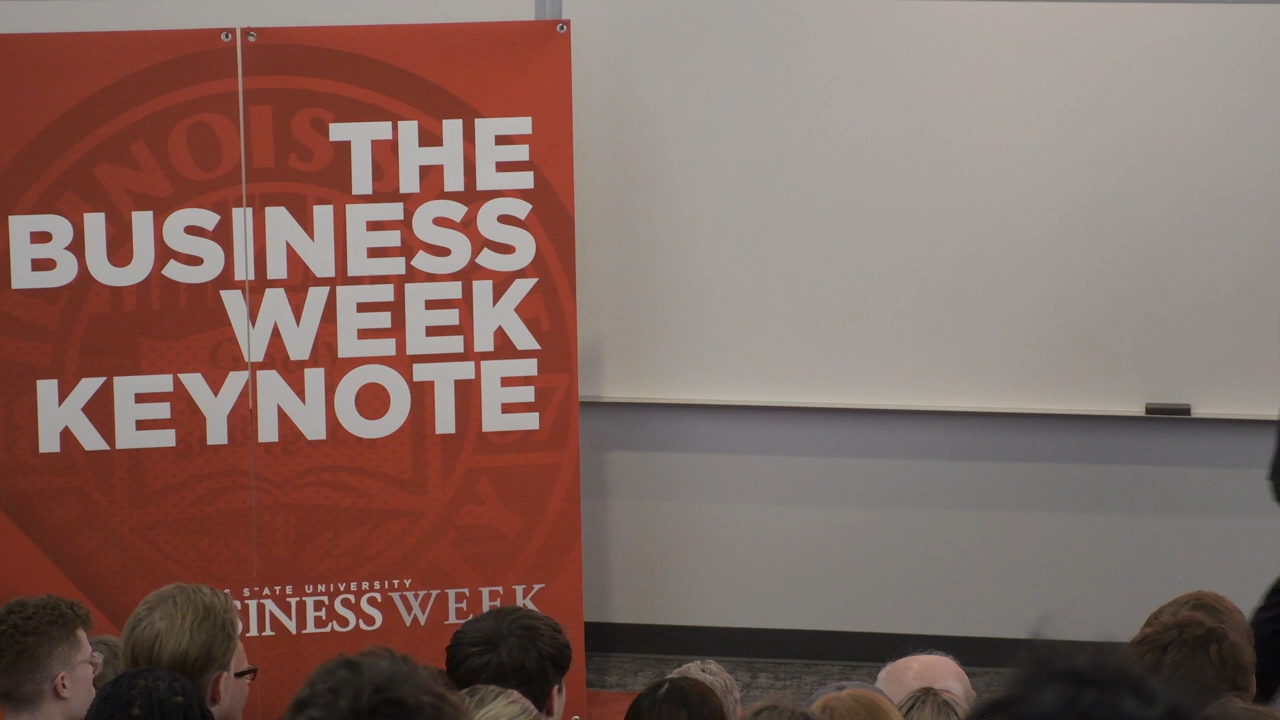 THE
BUSINESS
WEEK
KEYNOTE
STATE UNIVERSITY
WEEK